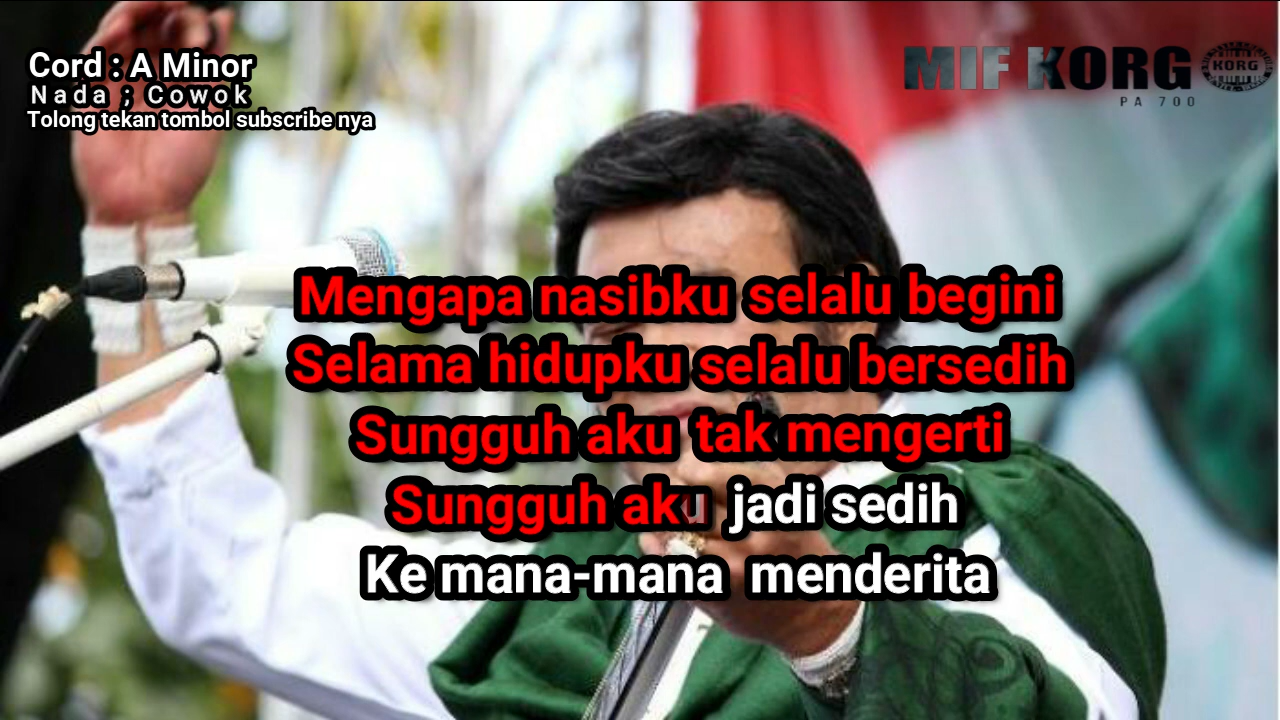 Cord : A Minor
Nada ; Cowok
Tolong tekan tombol subscribe nya
MIF KORG
KORG
PA 700
Mengapa nasibku selalu begini
Selama hidupku selalu bersedih
Sungguh aku tak mengerti
Sungguh aku jadi sedih
Ke mana-mana menderita